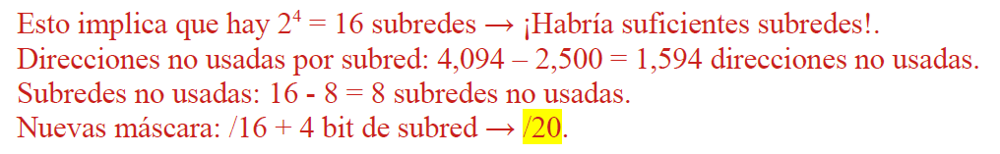 Esto implica que hay 2⁴ = 16 subredes → ¡Habría suficientes subredes!.
Direcciones no usadas por subred: 4,094 – 2,500 = 1,594 direcciones no usadas.
Subredes no usadas: 16 - 8 = 8 subredes no usadas.
Nuevas máscara: /16 + 4 bit de subred → /20.